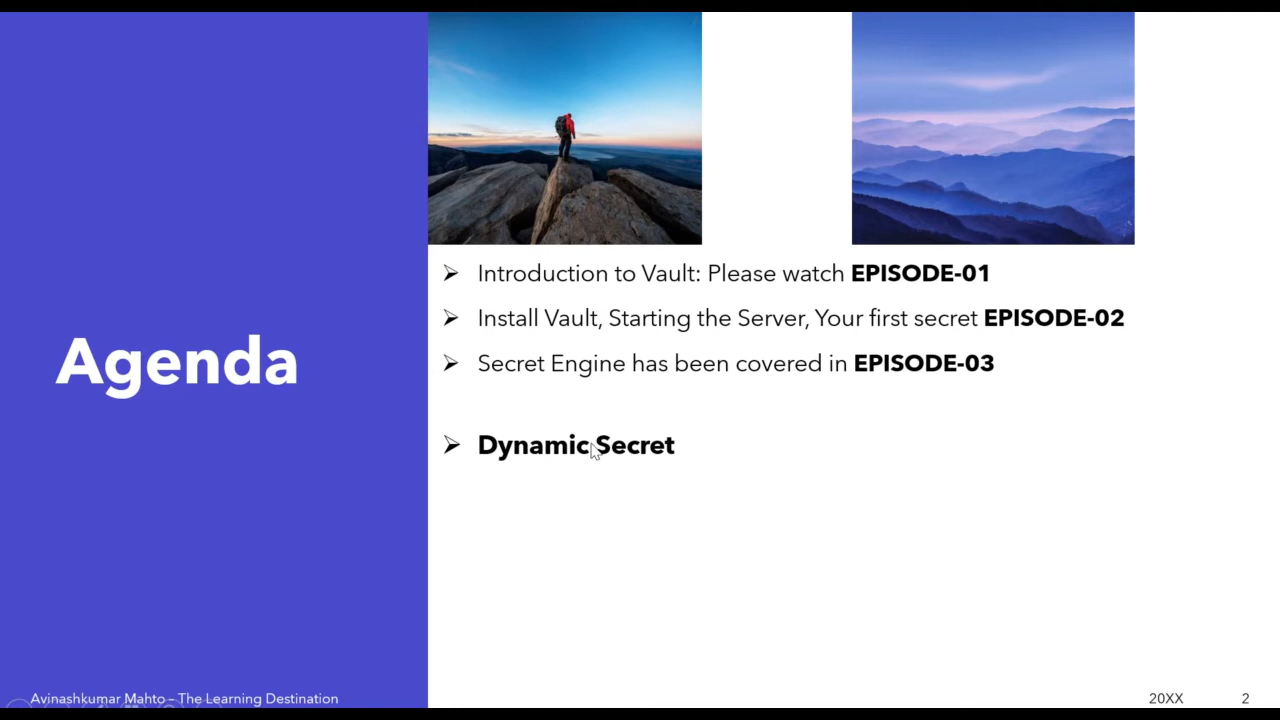 Agenda
➢ Introduction to Vault: Please watch EPISODE-01
➢ Install Vault, Starting the Server, Your first secret EPISODE-02
➢ Secret Engine has been covered in EPISODE-03
➢ Dynamic Secret
Avinashkumar Mahto – The Learning Destination
20XX
2